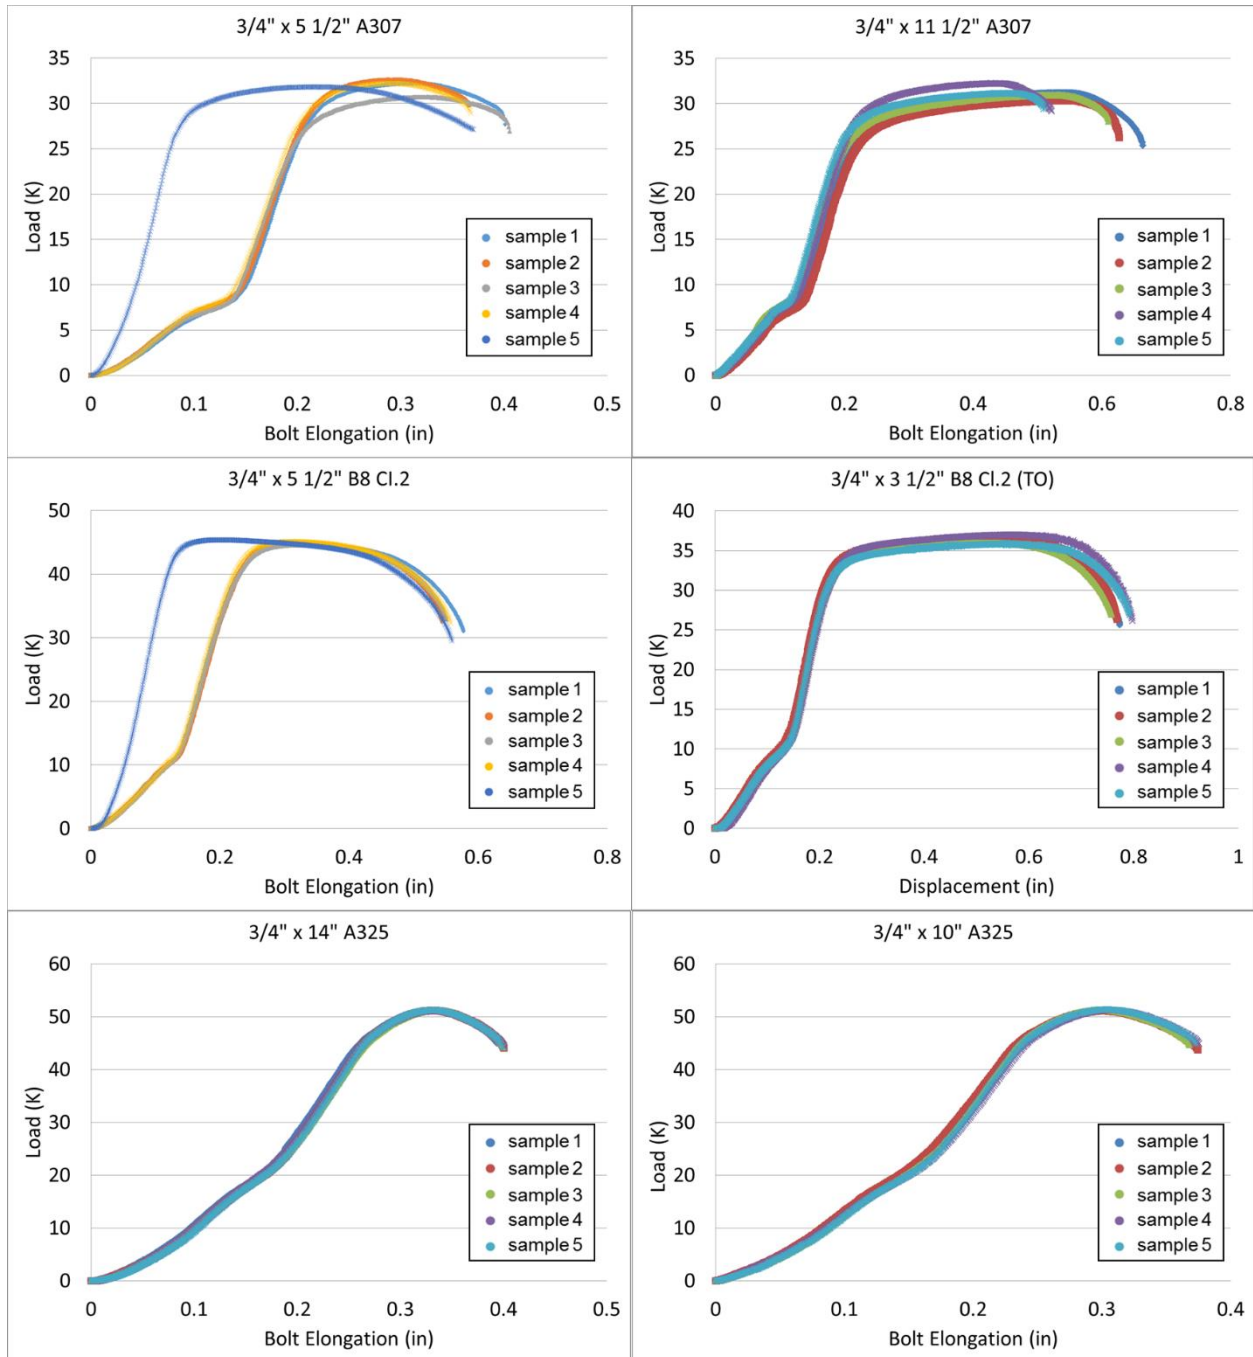 3/4" x 5 1/2" A307
35
30
25
20
15
10
5
0
Load (K)
0 0.1 0.2 0.3 0.4 0.5
Bolt Elongation (in)
sample 1
sample 2
sample 3
sample 4
sample 5
3/4" x 11 1/2" A307
35
30
25
20
15
10
5
0
Load (K)
0 0.2 0.4 0.6 0.8
Bolt Elongation (in)
sample 1
sample 2
sample 3
sample 4
sample 5
3/4" x 5 1/2" B8 Cl.2
50
40
30
20
10
0
Load (K)
0 0.2 0.4 0.6 0.8
Bolt Elongation (in)
sample 1
sample 2
sample 3
sample 4
sample 5
3/4" x 3 1/2" B8 Cl.2 (TO)
40
35
30
25
20
15
10
5
0
Load (K)
0 0.2 0.4 0.6 0.8 1
Displacement (in)
sample 1
sample 2
sample 3
sample 4
sample 5
3/4" x 14" A325
60
50
40
30
20
10
0
Load (K)
0 0.1 0.2 0.3 0.4 0.5
Bolt Elongation (in)
sample 1
sample 2
sample 3
sample 4
sample 5
3/4" x 10" A325
60
50
40
30
20
10
0
Load (K)
0 0.1 0.2 0.3 0.4
Bolt Elongation (in)
sample 1
sample 2
sample 3
sample 4
sample 5